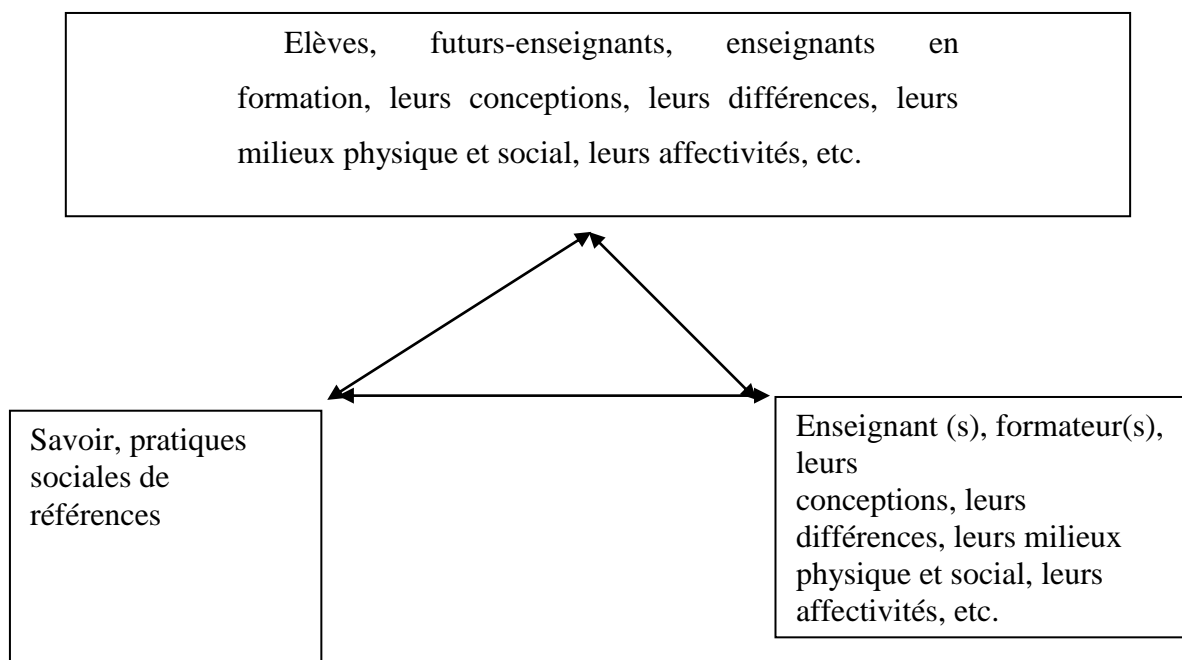 Elèves, futurs-enseignants, enseignants en
formation, leurs conceptions, leurs différences, leurs
milieux physique et social, leurs affectivités, etc.
Savoir, pratiques
sociales de
références
Enseignant (s), formateur(s),
leurs
conceptions, leurs
différences, leurs milieux
physique et social, leurs
affectivités, etc.